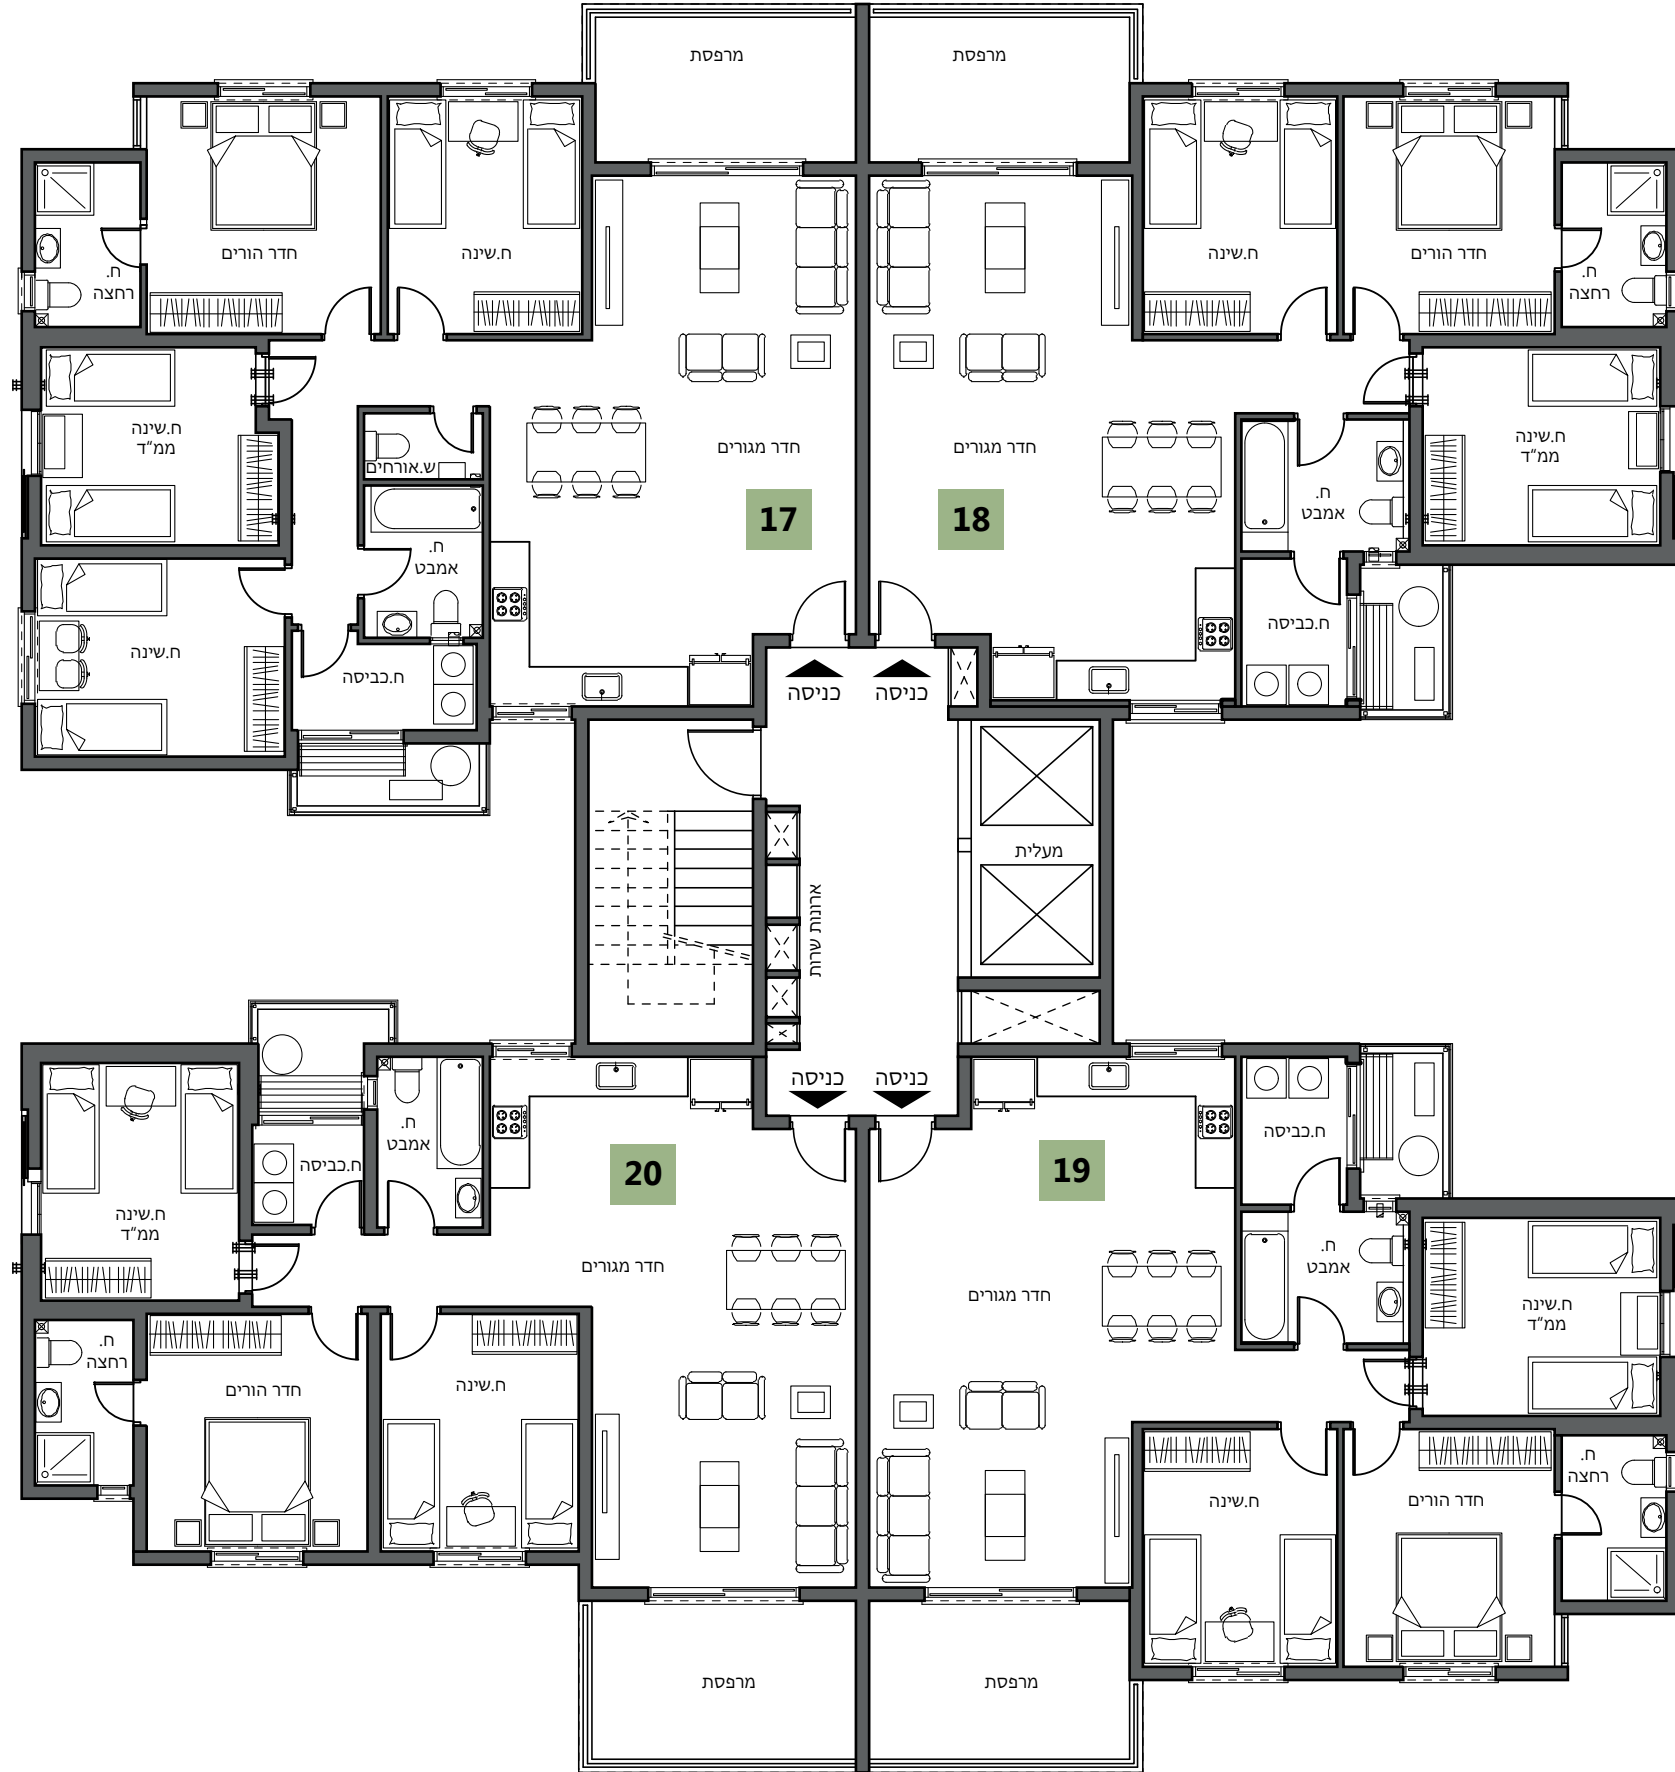 מרפסת
מרפסת
חדר הורים
ח.שינה
ח.שינה
חדר הורים
ח.
רחצה
ח.
רחצה
ח.שינה
ממ"ד
ש.אורחים
חדר מגורים
חדר מגורים
ח.שינה
ממ"ד
17
18
ח.
אמבט
ח.
אמבט
ח.שינה
ח.כביסה
ח.כביסה
כניסה
כניסה
מעלית
ארונות שרות
כניסה
כניסה
ח.
אמבט
ח.כביסה
ח.כביסה
20
19
ח.שינה
ממ"ד
חדר מגורים
חדר מגורים
ח.
אמבט
ח.שינה
ממ"ד
ח.
רחצה
חדר הורים
ח.שינה
ח.שינה
חדר הורים
ח.
רחצה
מרפסת
מרפסת